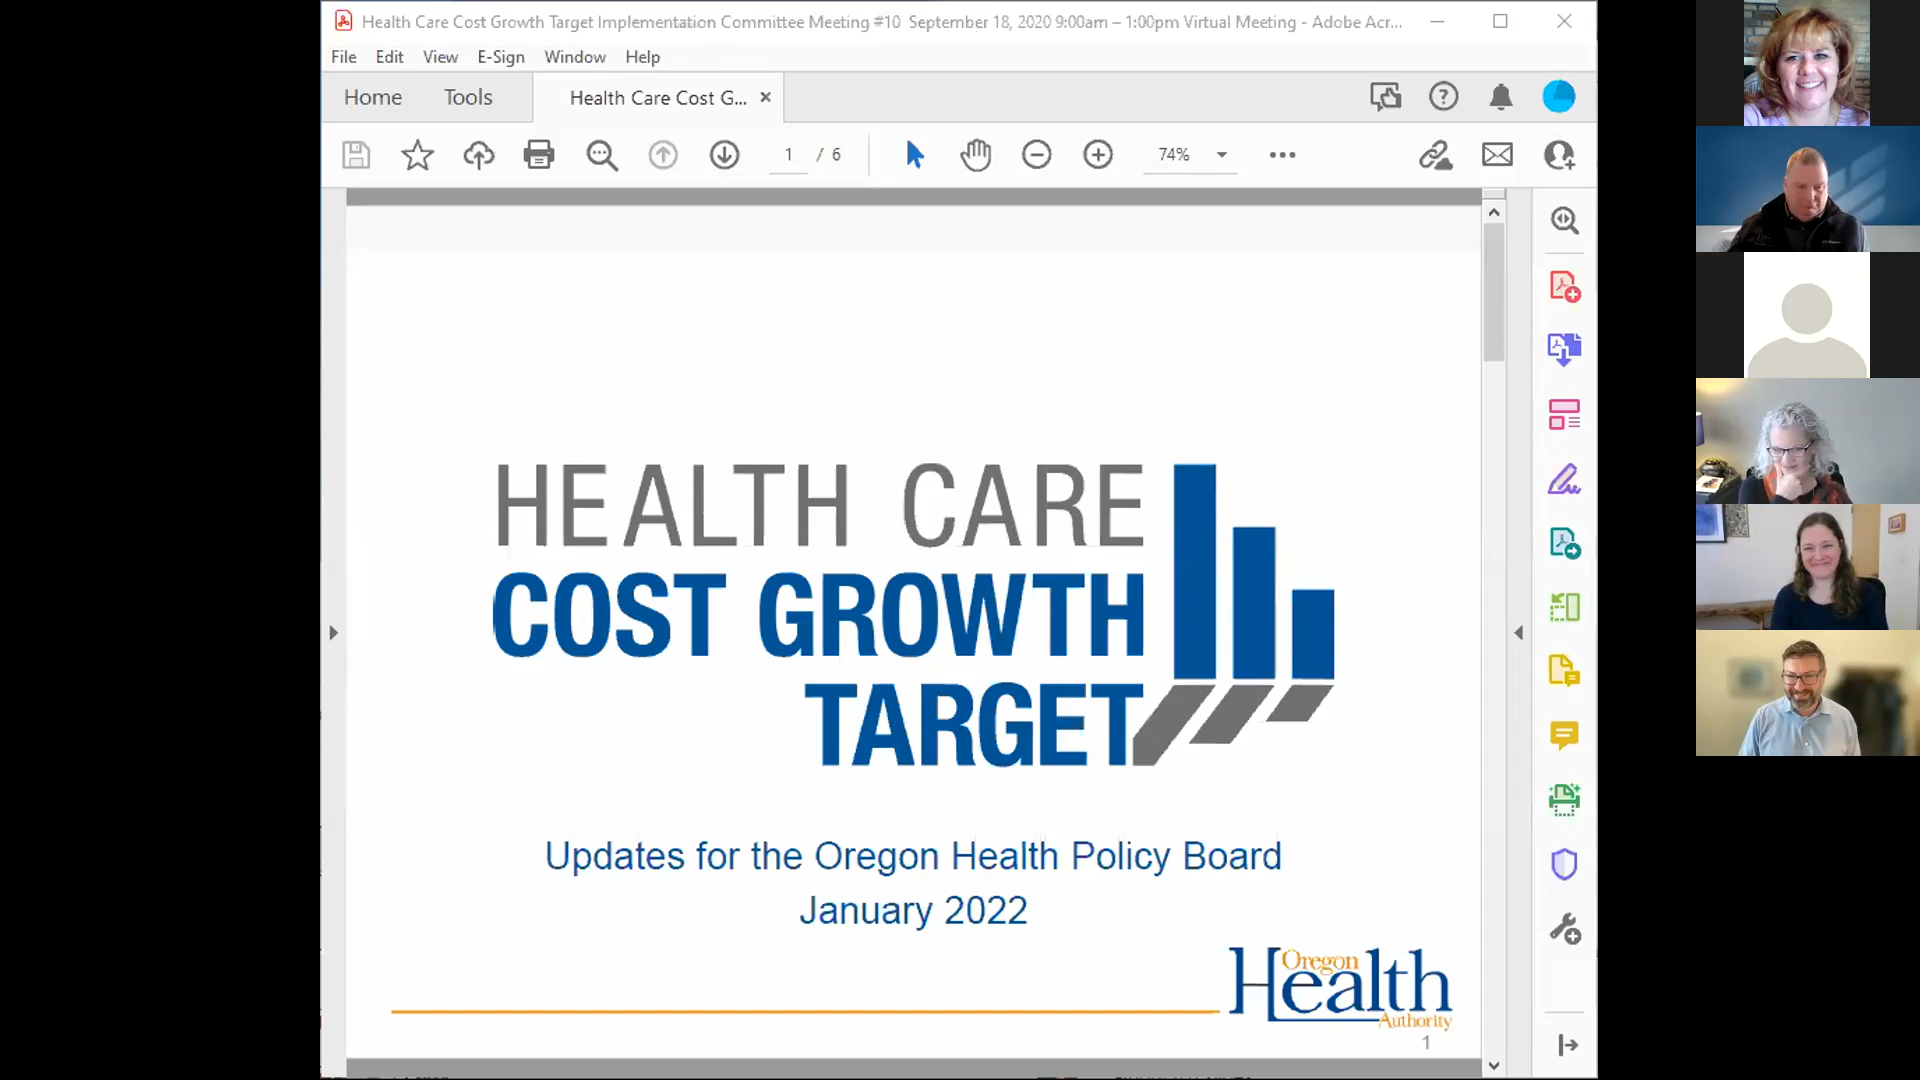 Health Care Cost Growth Target Implementation Committee Meeting #10 September 18, 2020 9:00am – 1:00pm Virtual Meeting - Adobe Acr...
File Edit View E-Sign Window Help
Home Tools Health Care Cost G... ×
1 / 6 74%
HEALTH CARE
COST GROWTH
TARGET
Updates for the Oregon Health Policy Board
January 2022
Oregon
Health
Authority
1